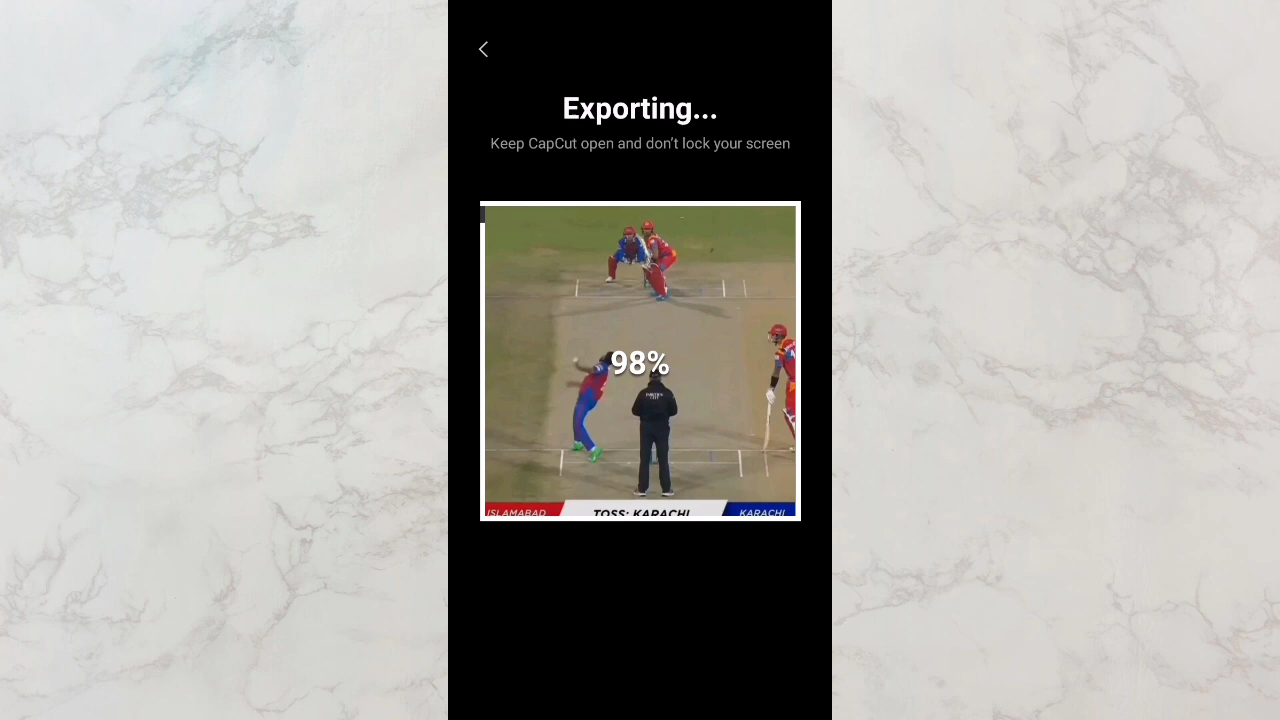 Exporting...
Keep CapCut open and don't lock your screen
98%
ISLAMABAD
TOSS: KARACHI
KARACHI